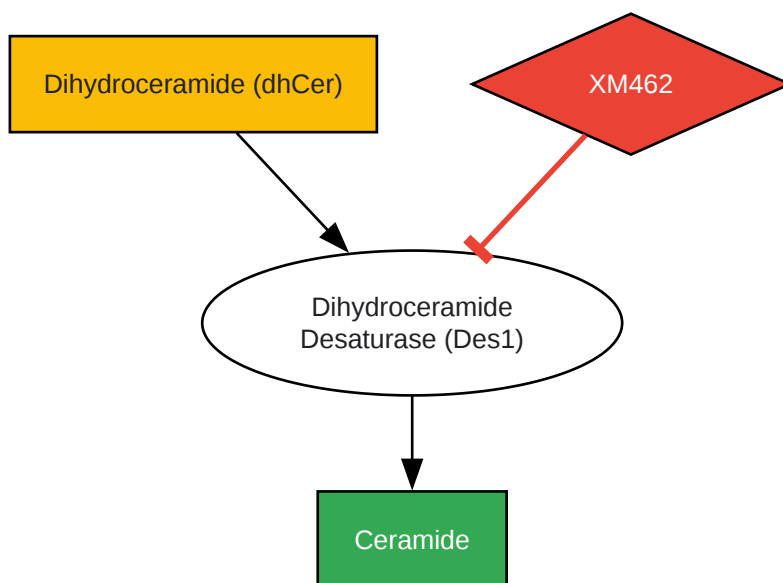 Dihydroceramide (dhCer)
XM462
Dihydroceramide
Desaturase (Des1)
Ceramide